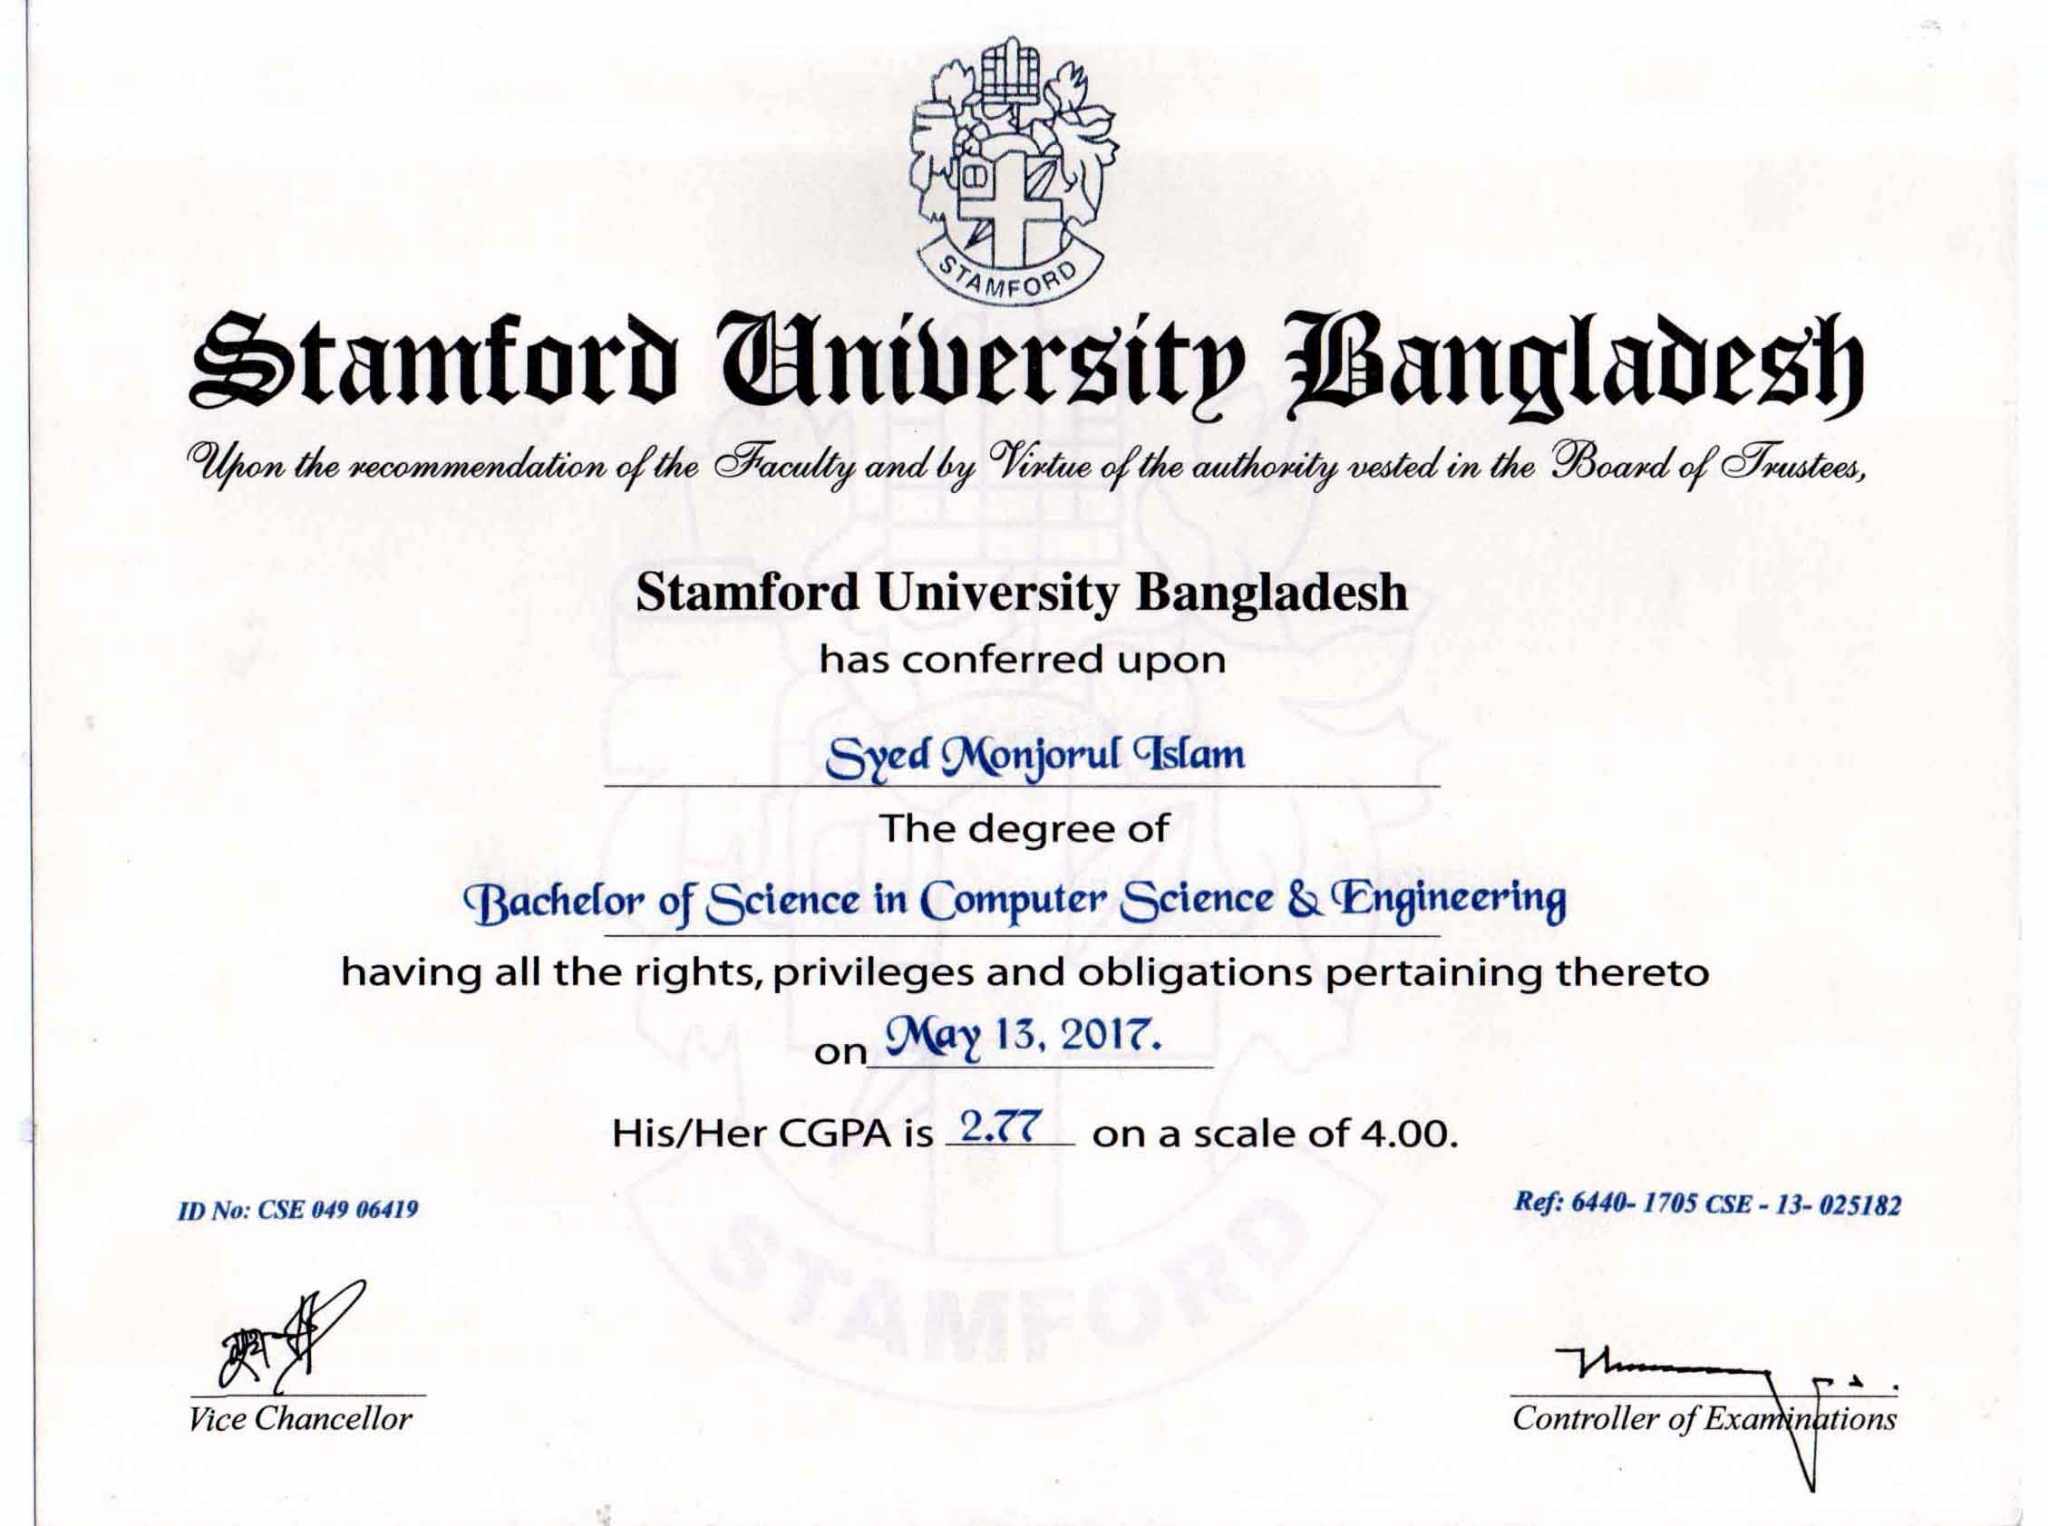 STAMFORD
Stamford University Bangladesh
Upon the recommendation of the Faculty and by Virtue of the authority vested in the Board of Trustees,
Stamford University Bangladesh
has conferred upon
Syed Monjorul Islam
The degree of
Bachelor of Science in Computer Science & Engineering
having all the rights, privileges and obligations pertaining thereto
on May 13, 2017.
His/Her CGPA is 2.77 on a scale of 4.00.
ID No: CSE 049 06419
Ref: 6440- 1705 CSE - 13- 025182
STAMFORD
Vice Chancellor
Controller of Examinations